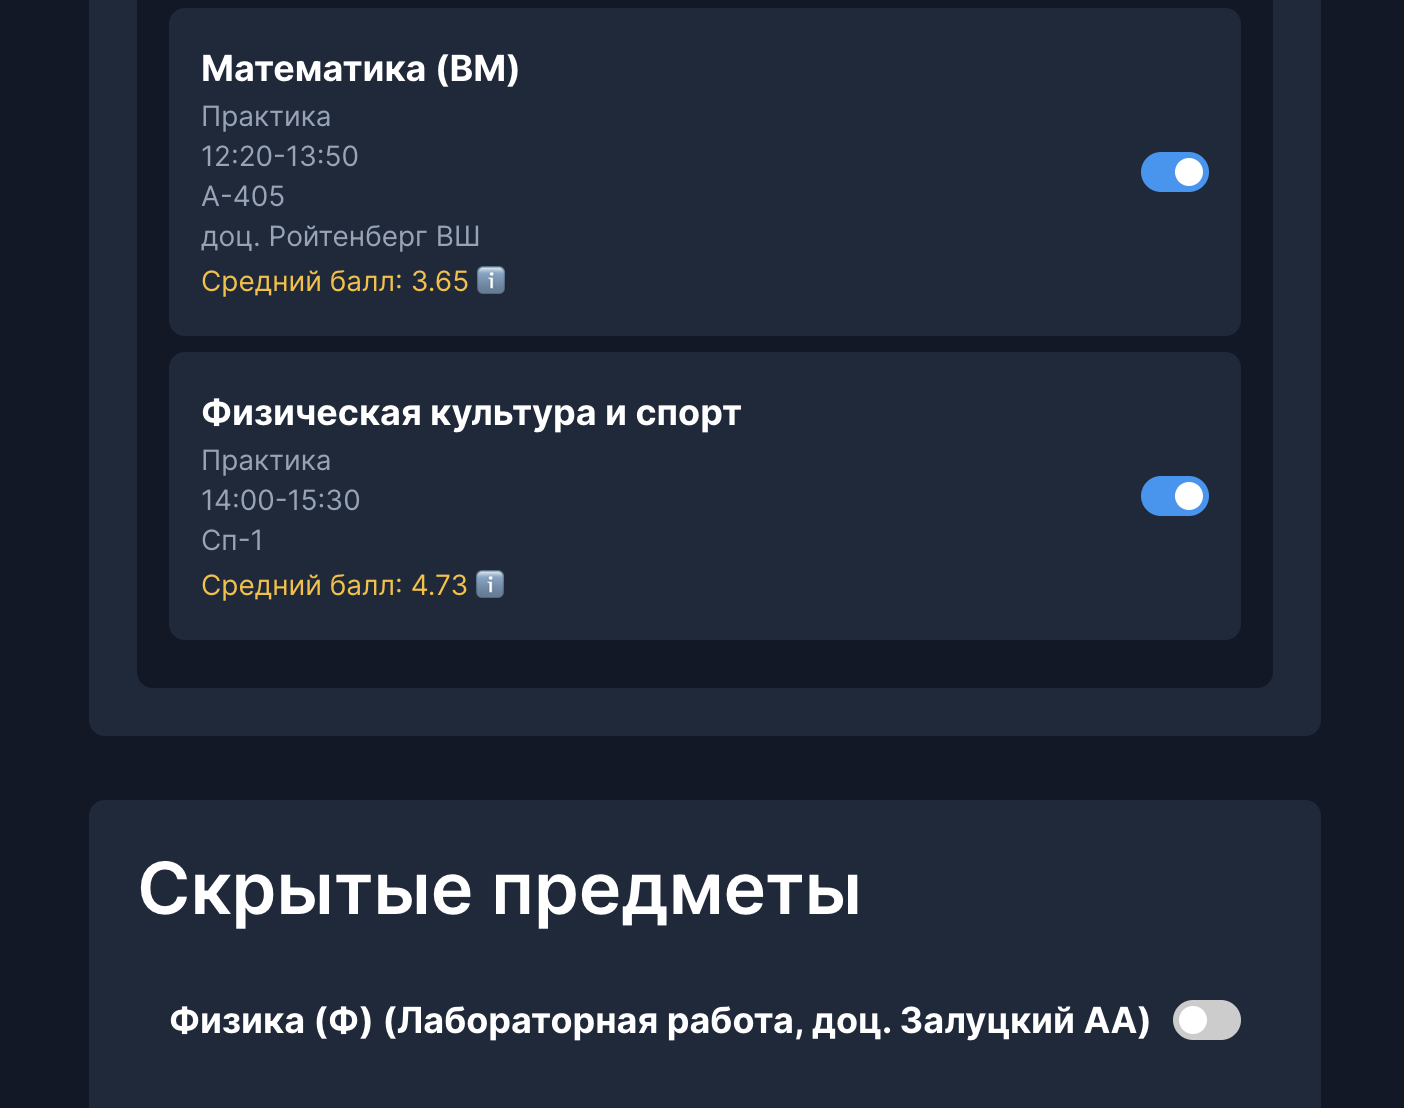 Математика (ВМ)
Практика
12:20-13:50
А-405
доц. Ройтенберг ВШ
Средний балл: 3.65 ℹ️
Физическая культура и спорт
Практика
14:00-15:30
Сп-1
Средний балл: 4.73 ℹ️
Скрытые предметы
Физика (Ф) (Лабораторная работа, доц. Залуцкий АА)